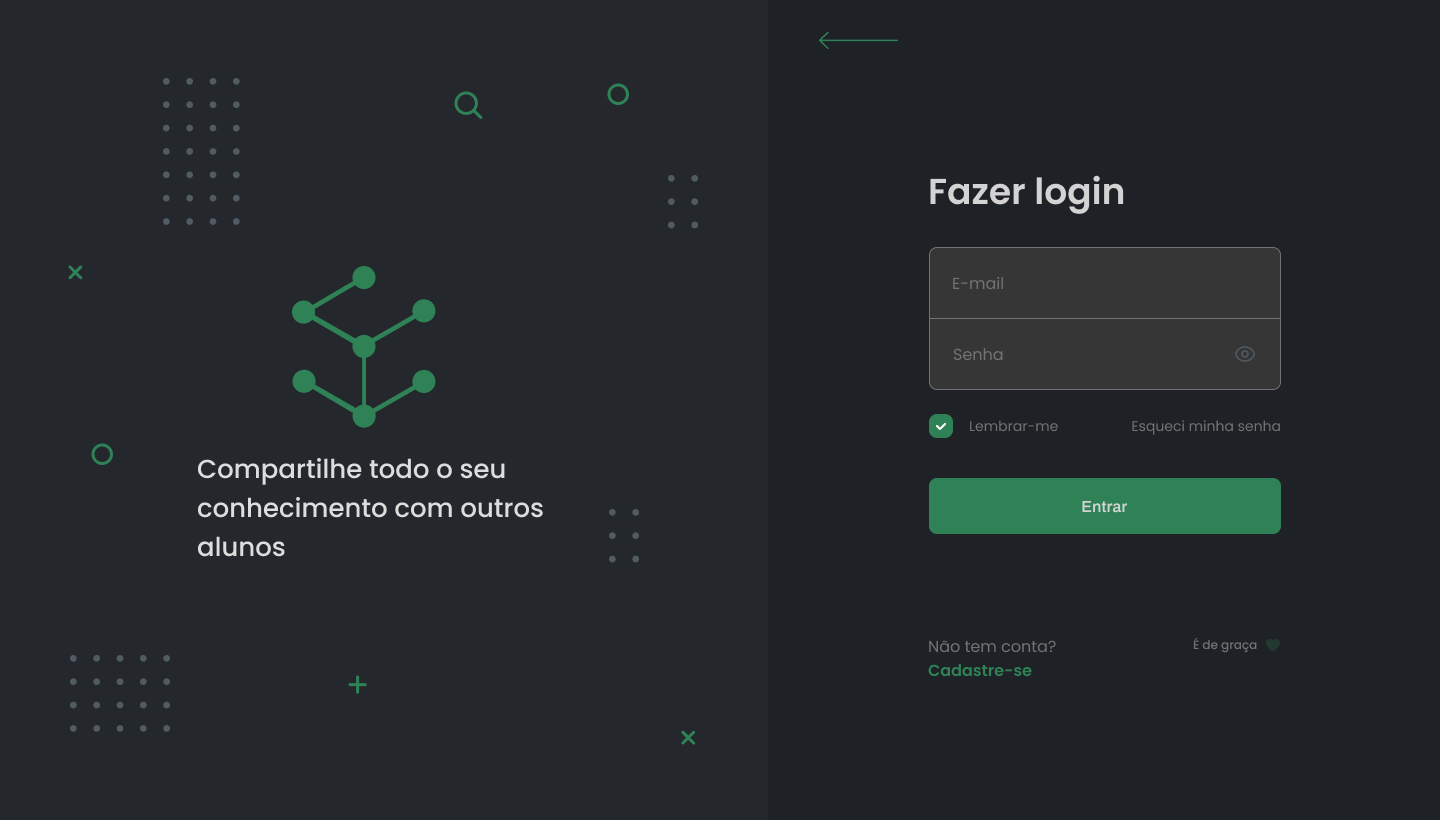 Compartilhe todo o seu
conhecimento com outros
alunos
Fazer login
E-mail
Senha
Lembrar-me
Esqueci minha senha
Entrar
Não tem conta?
Cadastre-se
É de graça